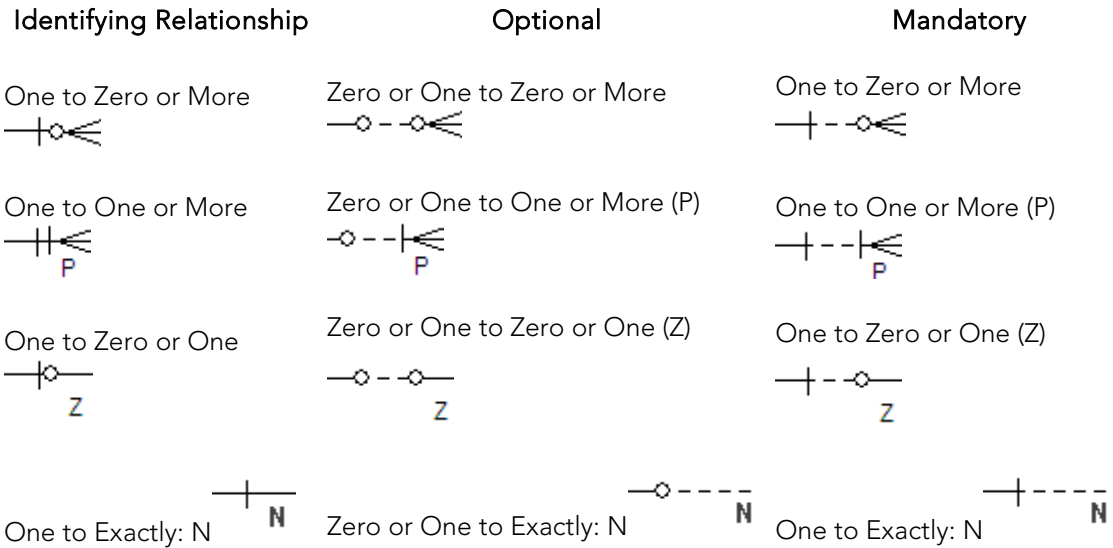 Identifying Relationship
Optional
Mandatory
One to Zero or More
Zero or One to Zero or More
One to Zero or More
One to One or More
P
Zero or One to One or More (P)
P
One to One or More (P)
P
One to Zero or One
Z
Zero or One to Zero or One (Z)
Z
One to Zero or One (Z)
Z
One to Exactly: N
N
Zero or One to Exactly: N
N
One to Exactly: N
N